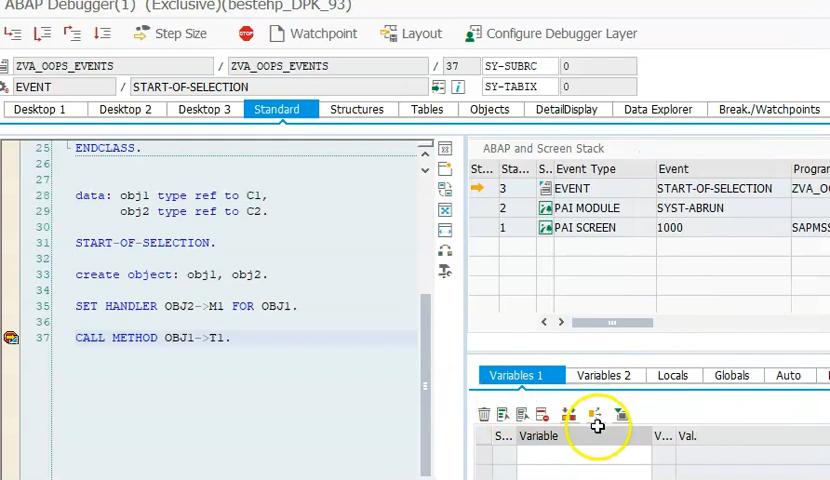 ABAP Debugger(1) (Exclusive)(bestehp_DPK_93)
Step Size Watchpoint Layout Configure Debugger Layer
ZVA_OOPS_EVENTS / ZVA_OOPS_EVENTS / 37 SY-SUBRC 0
EVENT / START-OF-SELECTION SY-TABIX 0
Desktop 1 Desktop 2 Desktop 3 Standard Structures Tables Objects DetailDisplay Data Explorer Break./Watchpoints
25 ENDCLASS.
26
27
28 data: obj1 type ref to C1,
29 obj2 type ref to C2.
30
31 START-OF-SELECTION.
32
33 create object: obj1, obj2.
34
35 SET HANDLER OBJ2->M1 FOR OBJ1.
36
37 CALL METHOD OBJ1->T1.
ABAP and Screen Stack
St... Sta... S.. Event Type Event Program
3 EVENT START-OF-SELECTION ZVA_OO
2 PAI MODULE SYST-ABRUN
1 PAI SCREEN 1000 SAPMSS
Variables 1 Variables 2 Locals Globals Auto
S... Variable V... Val.